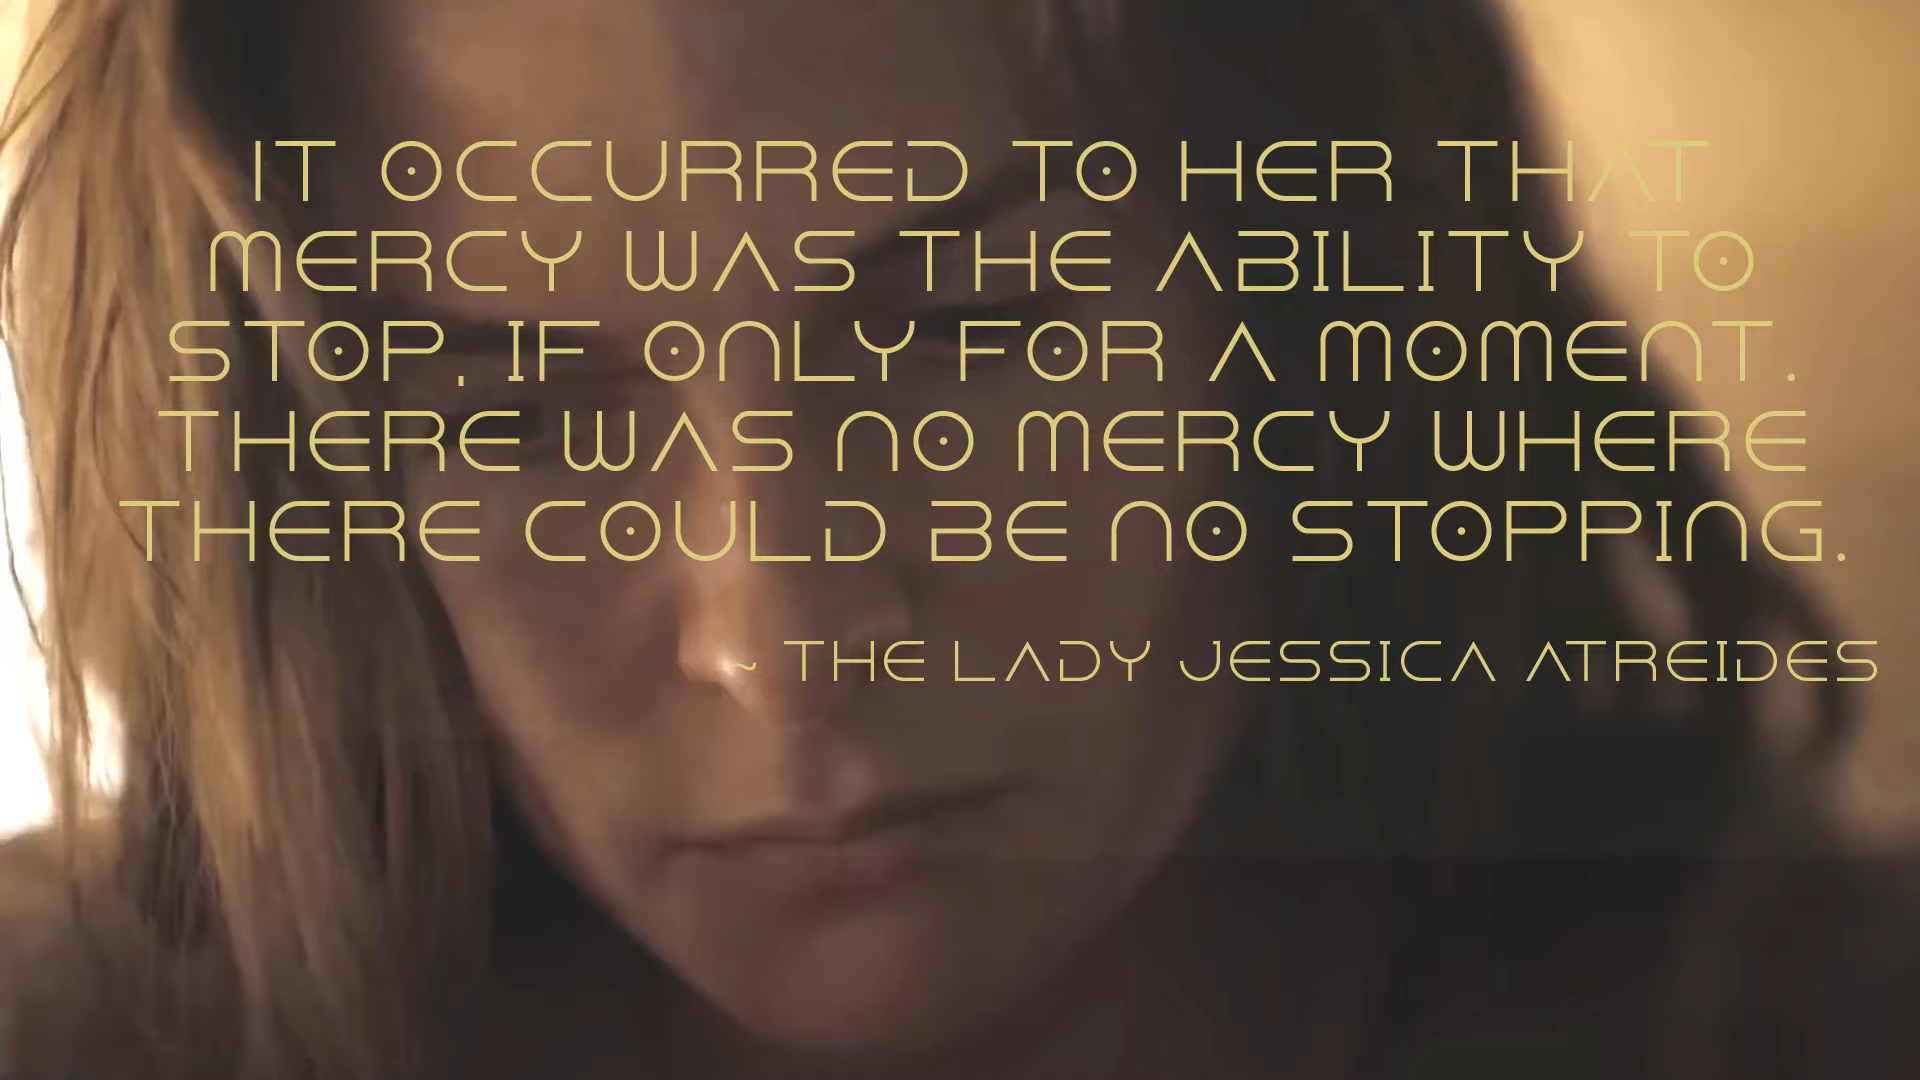 IT OCCURRED TO HER THAT
MERCY WAS THE ABILITY TO
STOP, IF ONLY FOR A MOMENT.
THERE WAS NO MERCY WHERE
THERE COULD BE NO STOPPING.
~ THE LADY JESSICA ATREIDES